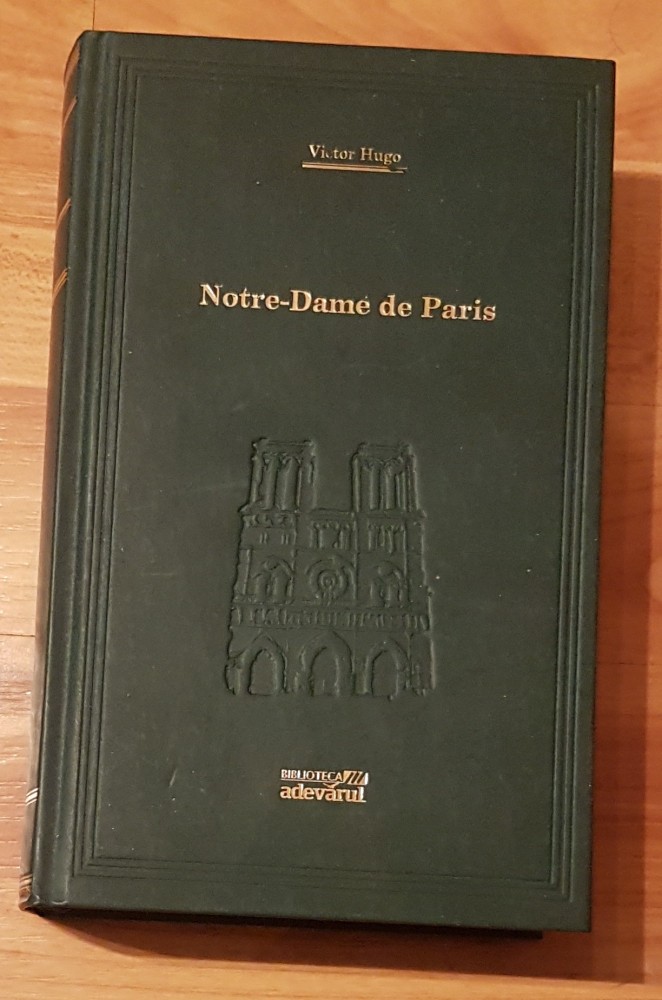 Victor Hugo
Notre-Dame de Paris
BIBLIOTECA
adevărul